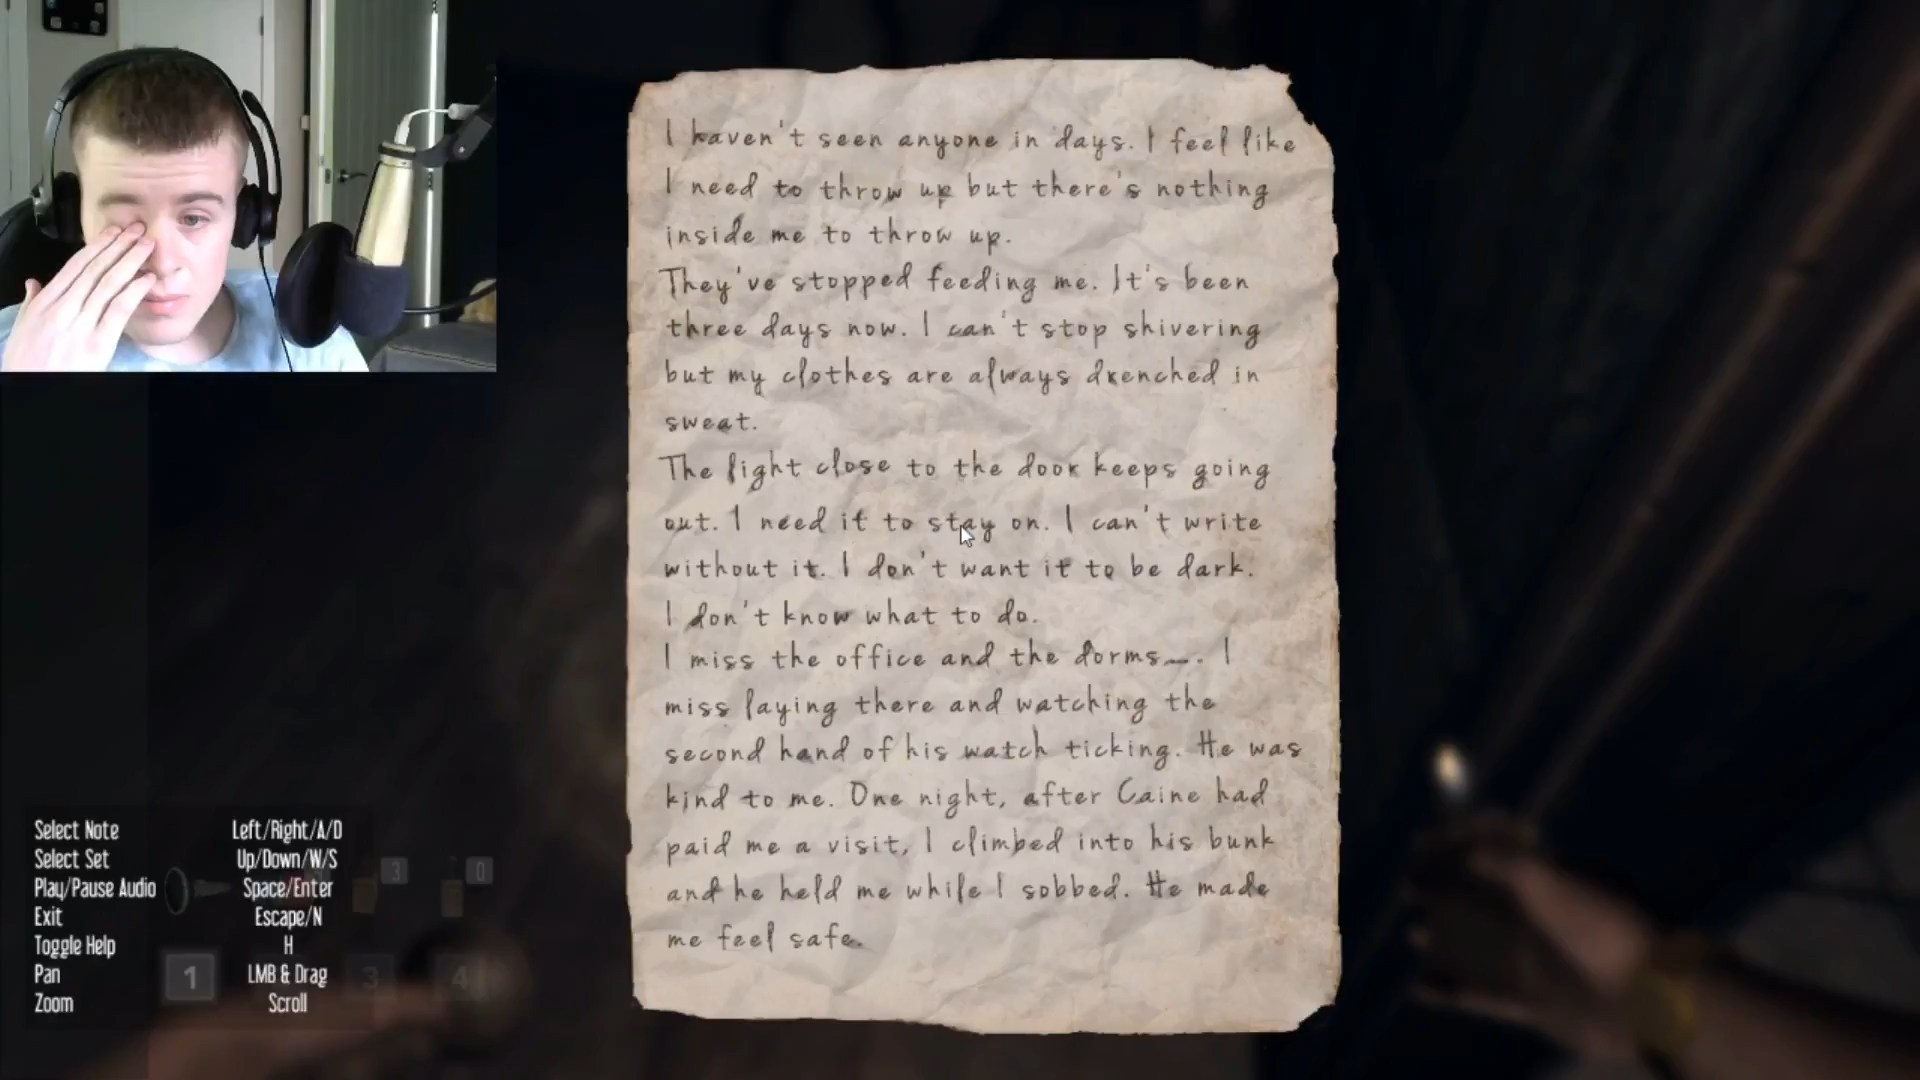 I haven't seen anyone in days. I feel like
I need to throw up but there's nothing
inside me to throw up.
They've stopped feeding me. It's been
three days now. I can't stop shivering
but my clothes are always drenched in
sweat.
The light close to the door keeps going
out. I need it to stay on. I can't write
without it. I don't want it to be dark.
I don't know what to do.
I miss the office and the dorms_. I
miss laying there and watching the
second hand of his watch ticking. He was
kind to me. One night, after Caine had
paid me a visit, I climbed into his bunk
and he held me while I sobbed. He made
me feel safe.
Select Note Left/Right/A/D
Select Set Up/Down/W/S
Play/Pause Audio Space/Enter
Exit Escape/N
Toggle Help H
Pan LMB & Drag
Zoom Scroll
3 0
1 3 4